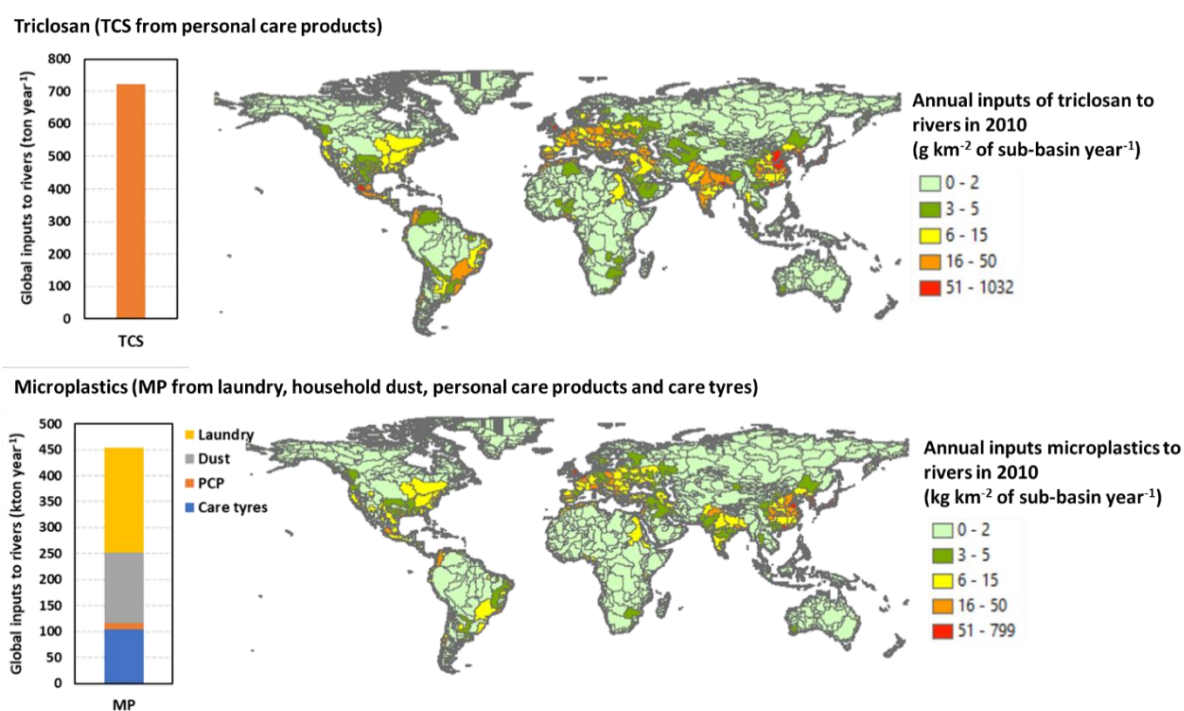 Triclosan (TCS from personal care products)
Global inputs to rivers (ton year-1)
800
700
600
500
400
300
200
100
0
TCS
Annual inputs of triclosan to
rivers in 2010
(g km-2 of sub-basin year-1)
0 - 2
3 - 5
6 - 15
16 - 50
51 - 1032
Microplastics (MP from laundry, household dust, personal care products and care tyres)
Global inputs to rivers (kton year-1)
500
450
400
350
300
250
200
150
100
50
0
MP
Laundry
Dust
PCP
Care tyres
Annual inputs microplastics to
rivers in 2010
(kg km-2 of sub-basin year-1)
0 - 2
3 - 5
6 - 15
16 - 50
51 - 799